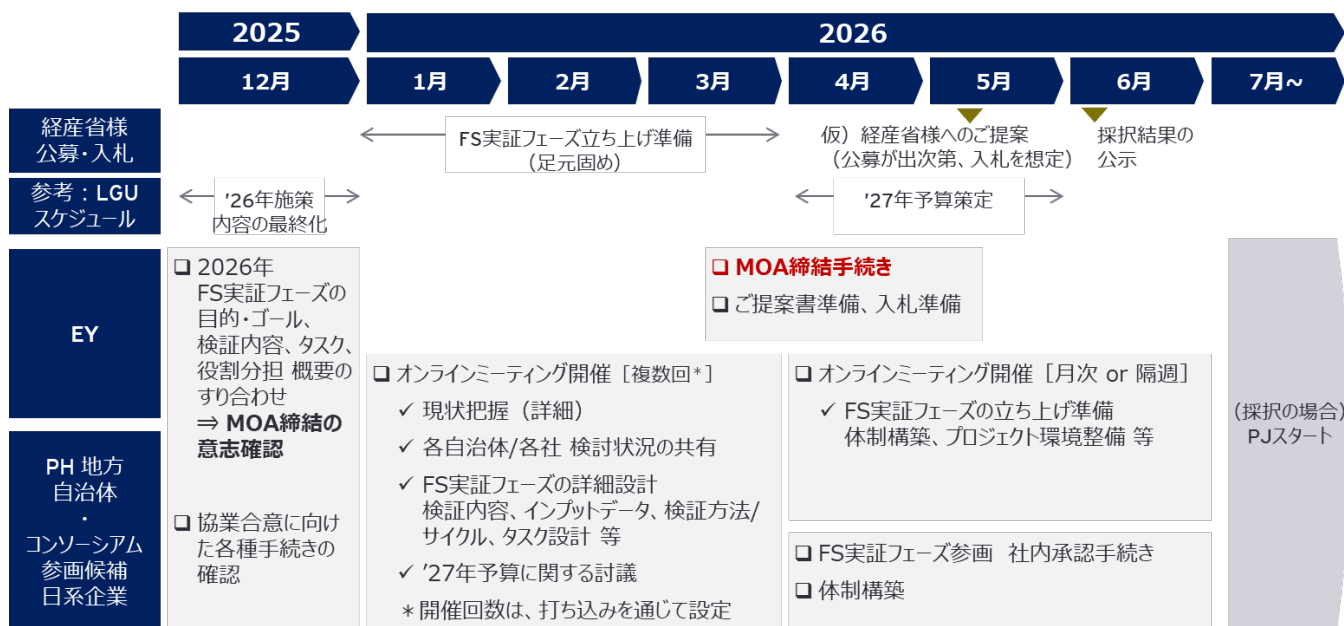 2025
2026
12月
1月
2月
3月
4月
5月
6月
7月~
経産省様
公募・入札
FS実証フェーズ立ち上げ準備
（足元固め）
仮）経産省様へのご提案
（公募が出次第、入札を想定）
採択結果の
公示
参考：LGU
スケジュール
'26年施策
内容の最終化
'27年予算策定
EY
❑ 2026年
FS実証フェーズの
目的・ゴール、
検証内容、タスク、
役割分担 概要の
すり合わせ
⇒ MOA締結の
意志確認
❑ 協業合意に向け
た各種手続きの
確認
❑ MOA締結手続き
❑ ご提案書準備、入札準備
PH 地方
自治体
・
コンソーシアム
参画候補
日系企業
❑ オンラインミーティング開催［複数回*］
✓ 現状把握（詳細）
✓ 各自治体/各社 検討状況の共有
✓ FS実証フェーズの詳細設計
検証内容、インプットデータ、検証方法/
サイクル、タスク設計 等
✓ '27年予算に関する討議
＊開催回数は、打ち込みを通じて設定
❑ オンラインミーティング開催［月次 or 隔週］
✓ FS実証フェーズの立ち上げ準備
体制構築、プロジェクト環境整備 等
❑ FS実証フェーズ参画 社内承認手続き
❑ 体制構築
(採択の場合)
PJスタート